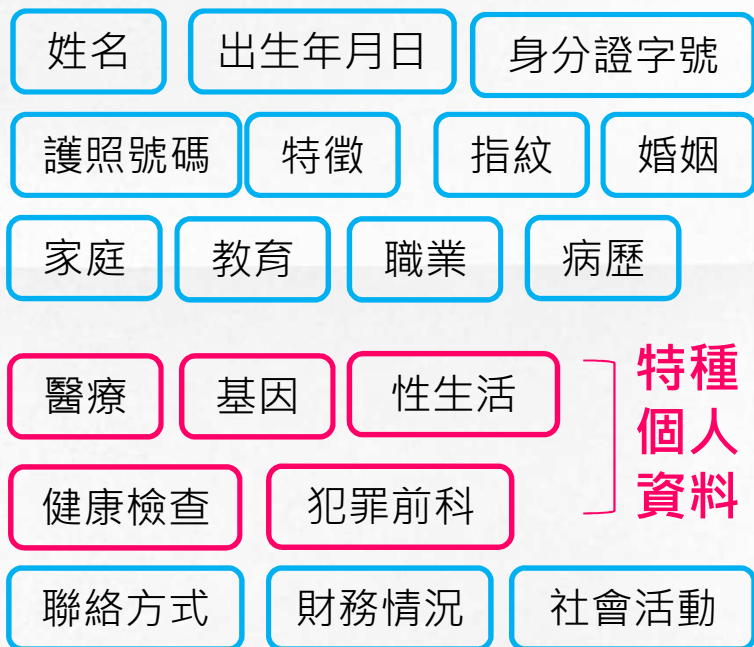 姓名 出生年月日 身分證字號
護照號碼 特徵 指紋 婚姻
家庭 教育 職業 病歷
醫療 基因 性生活
健康檢查 犯罪前科
特種
個人
資料
聯絡方式 財務情況 社會活動